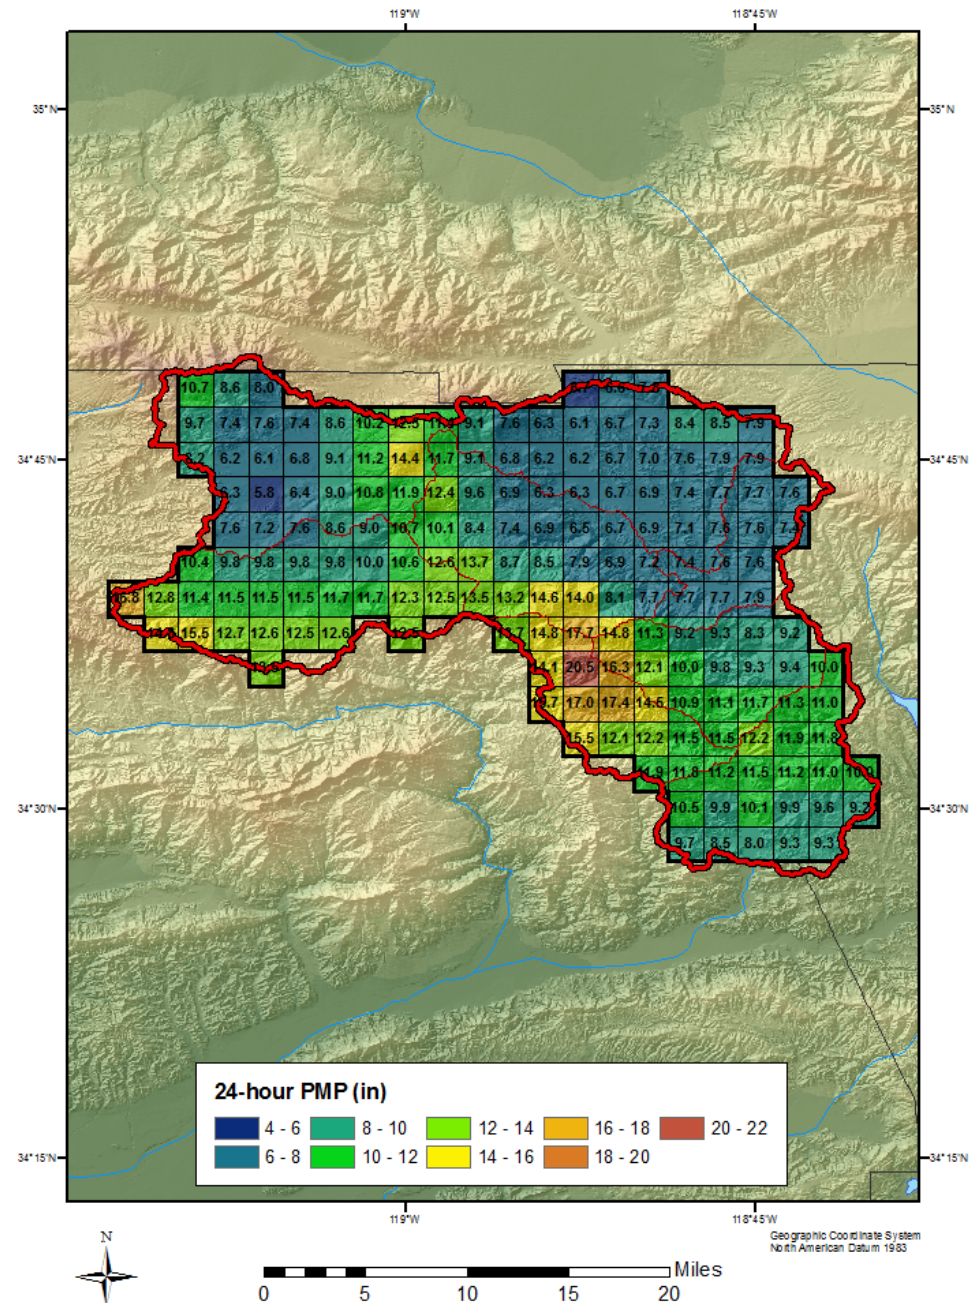 119°W 118°45'W
35°N 35°N
10.7 8.6 8.0
9.7 7.4 7.6 7.4 8.6 10.2 12.5 9.1 7.6 6.3 6.1 6.7 7.3 8.4 8.5 7.9
34°45'N 6.2 6.1 6.8 9.1 11.2 14.4 11.7 9.1 6.8 6.2 6.2 6.7 7.0 7.6 7.9 7.9 34°45'N
5.8 6.4 9.0 10.8 11.9 12.4 9.6 6.9 6.3 6.3 6.7 6.9 7.4 7.7 7.7 7.6
7.6 7.2 7.6 8.6 10.7 10.1 8.4 7.4 6.9 6.5 6.7 6.9 7.1 7.6 7.6 7.4
10.4 9.8 9.8 9.8 9.8 10.0 10.6 12.6 13.7 8.7 8.5 7.9 6.9 7.2 7.4 7.6 7.6
12.8 11.4 11.5 11.5 11.5 11.7 11.7 12.3 12.5 13.5 13.2 14.6 14.0 8.1 7.7 7.7 7.7 7.9
15.5 12.7 12.6 12.5 12.6 14.8 17.7 14.8 11.3 9.2 9.3 8.3 9.2
20.5 16.3 12.1 10.0 9.8 9.3 9.4 10.0
17.0 17.4 14.5 10.9 11.1 11.7 11.3 11.0
15.5 12.1 12.2 11.5 11.5 12.2 11.9 11.8
11.9 11.8 11.2 11.5 11.2 11.0
34°30'N 10.5 9.9 10.1 9.9 9.6 9.2 34°30'N
9.7 8.5 8.0 9.3 9.3
24-hour PMP (in)
4 - 6 8 - 10 12 - 14 16 - 18 20 - 22
6 - 8 10 - 12 14 - 16 18 - 20
34°15'N 34°15'N
119°W 118°45'W
Geographic Coordinate System
North American Datum 1983
N
Miles
0 5 10 15 20